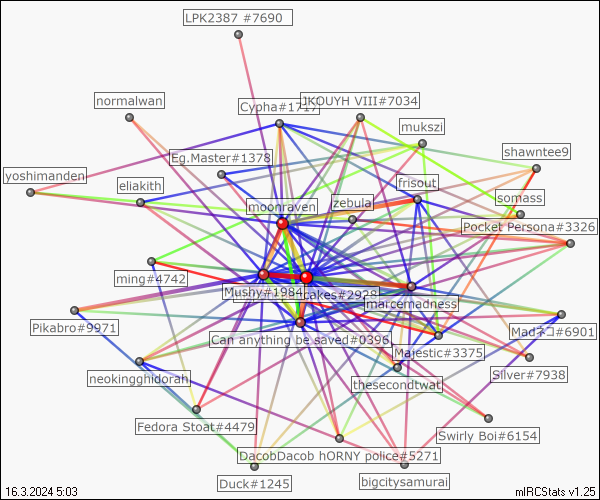 LPK2387 #7690
normalwan
Cypha#1717
JKOUYH VIII#7034
mukszi
Eg.Master#1378
shawntee9
yoshimanden
eliakith
frisout
moonraven
zebula
somass
Pocket Persona#3326
ming#4742
Mushy#1984
cakes#2928
marcemadness
Pikabro#9971
Can anything be saved#0396
Madネコ#6901
Majestic#3375
neokingghidorah
thesecondtwat
Silver#7938
Fedora Stoat#4479
Swirly Boi#6154
DacobDacob hORNY police#5271
Duck#1245
bigcitysamurai
16.3.2024 5:03
mIRCStats v1.25